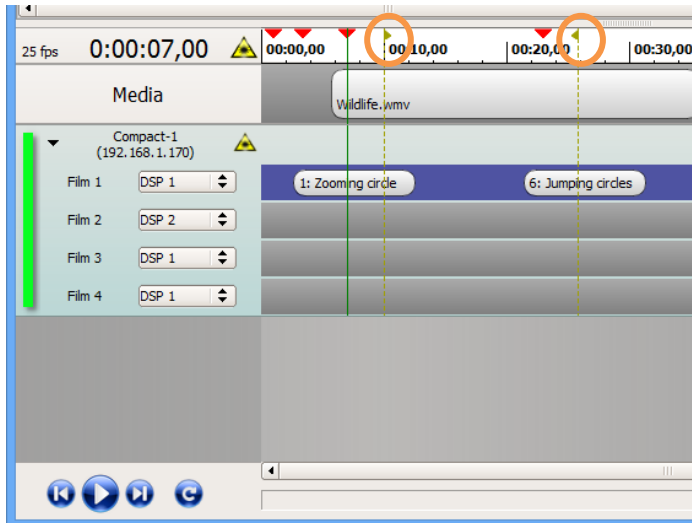 25 fps 0:00:07,00 00:00,00 00:10,00 00:20,00 00:30,00
Media Wildlife.wmv
Compact-1
(192.168.1.170)
Film 1 DSP 1 1: Zooming circle 6: Jumping circles
Film 2 DSP 2
Film 3 DSP 1
Film 4 DSP 1